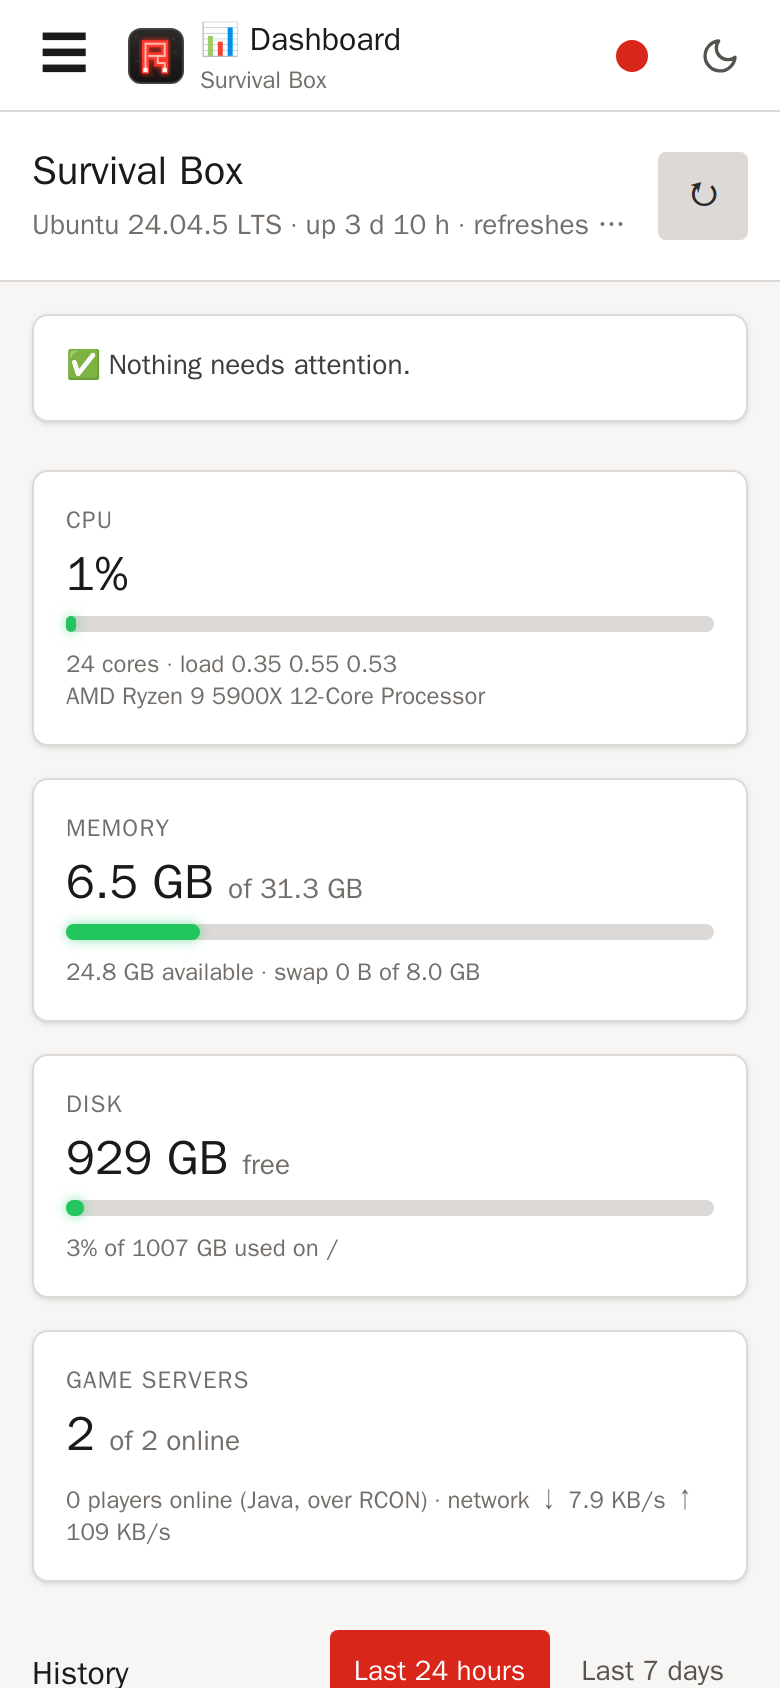 📊 Dashboard
Survival Box
Survival Box
Ubuntu 24.04.5 LTS · up 3 d 10 h · refreshes ···
✅ Nothing needs attention.
CPU
1%
24 cores · load 0.35 0.55 0.53
AMD Ryzen 9 5900X 12-Core Processor
MEMORY
6.5 GB of 31.3 GB
24.8 GB available · swap 0 B of 8.0 GB
DISK
929 GB free
3% of 1007 GB used on /
GAME SERVERS
2 of 2 online
0 players online (Java, over RCON) · network ↓ 7.9 KB/s ↑
109 KB/s
History
Last 24 hours
Last 7 days